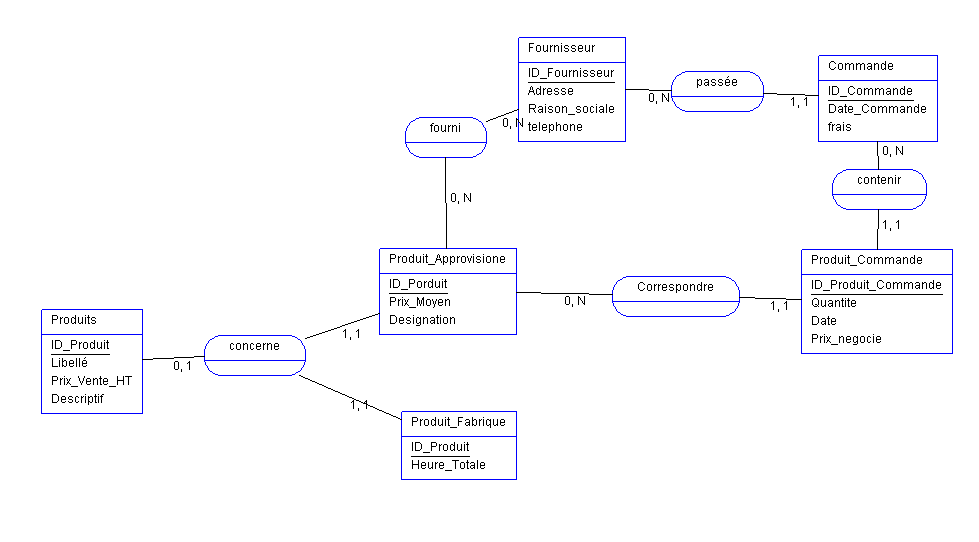 Fournisseur
ID_Fournisseur
Adresse
Raison_sociale
telephone
0, N
passée
1, 1
Commande
ID_Commande
Date_Commande
frais
fourni
0, N
0, N
0, N
contenir
1, 1
Produit_Approvisione
ID_Porduit
Prix_Moyen
Designation
0, N
Correspondre
1, 1
Produit_Commande
ID_Produit_Commande
Quantite
Date
Prix_negocie
Produits
ID_Produit
Libellé
Prix_Vente_HT
Descriptif
0, 1
concerne
1, 1
1, 1
Produit_Fabrique
ID_Produit
Heure_Totale